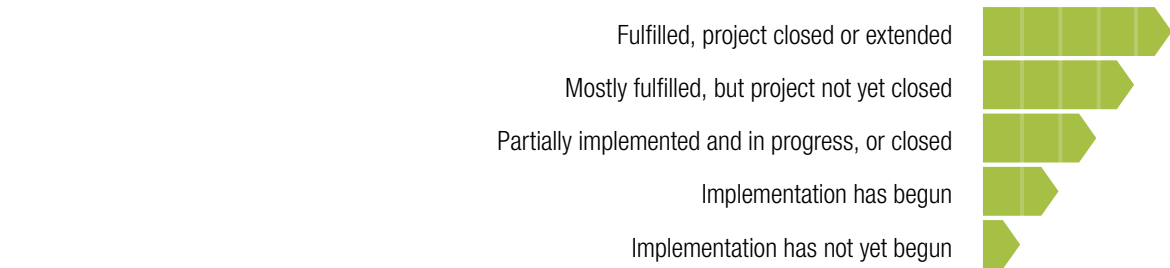 Fulfilled, project closed or extended
Mostly fulfilled, but project not yet closed
Partially implemented and in progress, or closed
Implementation has begun
Implementation has not yet begun